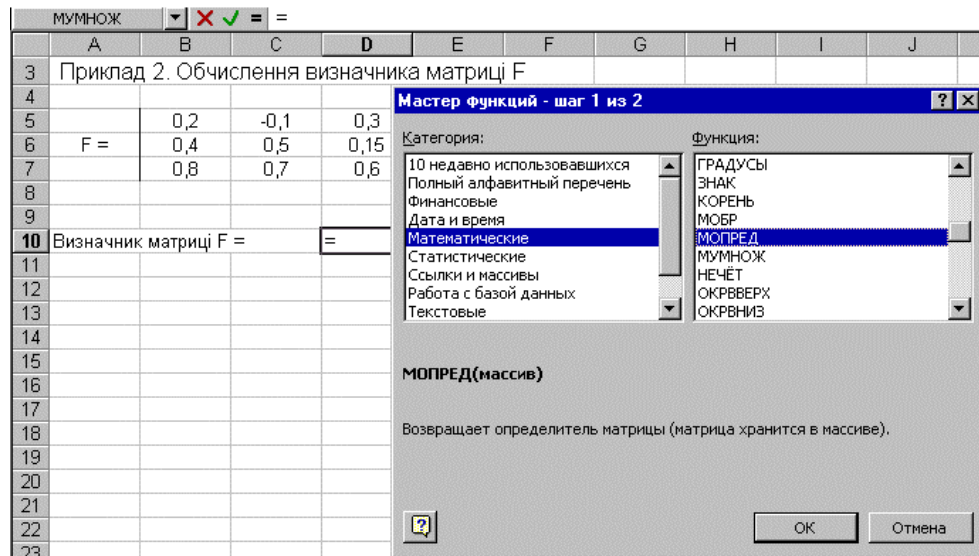 МУМНОЖ = =
A B C D E F G H I J
3 Приклад 2. Обчислення визначника матриці F
4
5 0,2 -0,1 0,3
6 F = 0,4 0,5 0,15
7 0,8 0,7 0,6
8
9
10 Визначник матриці F = =
11
12
13
14
15
16
17
18
19
20
21
22
23
Мастер функций - шаг 1 из 2
Категория:
10 недавно использовавшихся
Полный алфавитный перечень
Финансовые
Дата и время
Математические
Статистические
Ссылки и массивы
Работа с базой данных
Текстовые
Функция:
ГРАДУСЫ
ЗНАК
КОРЕНЬ
МОБР
МОПРЕД
МУМНОЖ
НЕЧЁТ
ОКРВВЕРХ
ОКРВНИЗ
МОПРЕД(массив)
Возвращает определитель матрицы (матрица хранится в массиве).
ОК Отмена